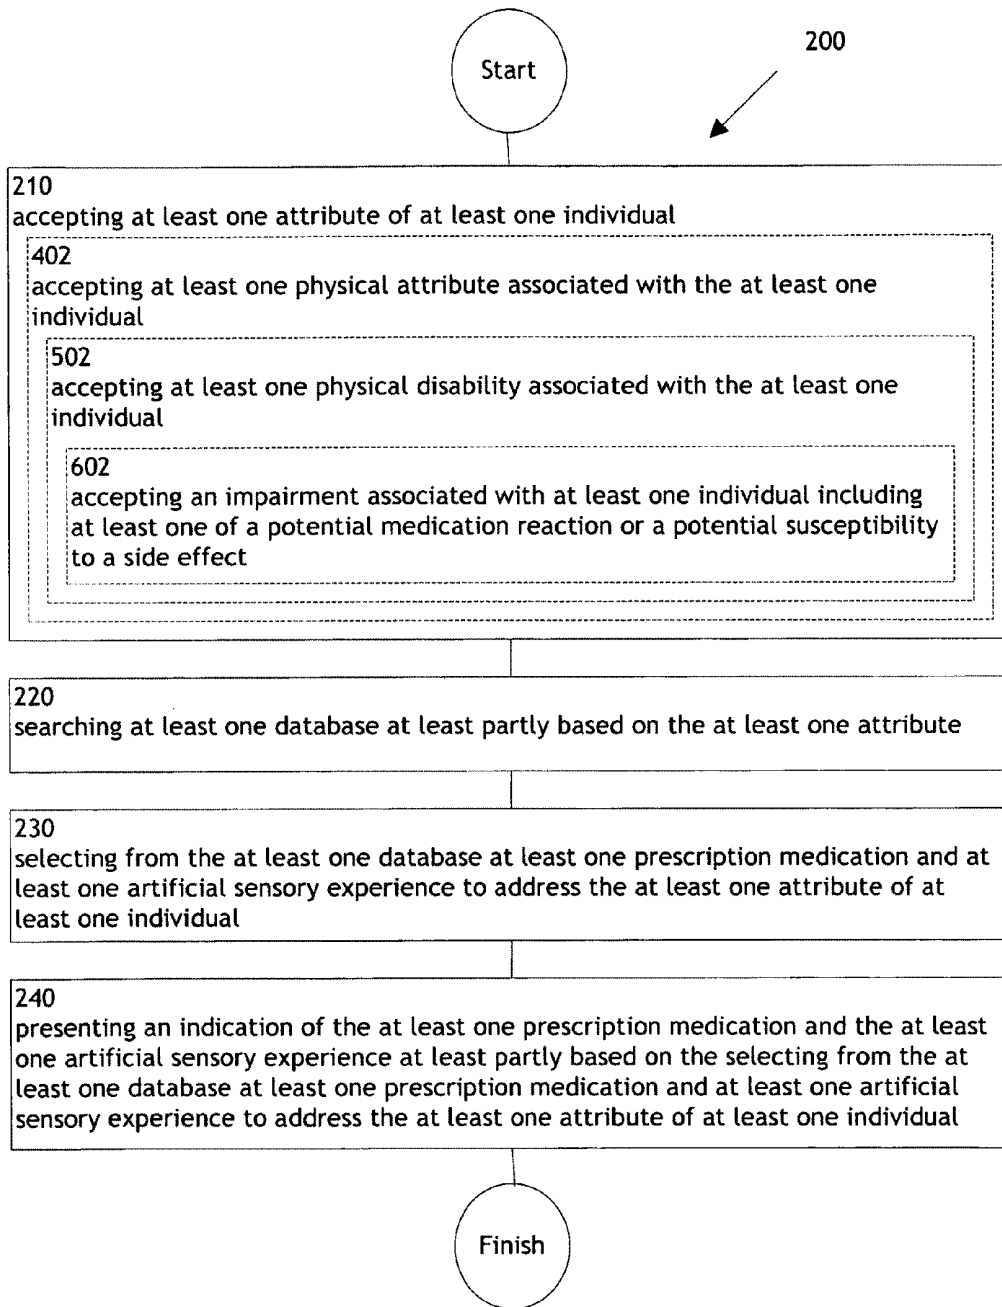 Start
200
210
accepting at least one attribute of at least one individual
402
accepting at least one physical attribute associated with the at least one
individual
502
accepting at least one physical disability associated with the at least one
individual
602
accepting an impairment associated with at least one individual including
at least one of a potential medication reaction or a potential susceptibility
to a side effect
220
searching at least one database at least partly based on the at least one attribute
230
selecting from the at least one database at least one prescription medication and at
least one artificial sensory experience to address the at least one attribute of at
least one individual
240
presenting an indication of the at least one prescription medication and the at least
one artificial sensory experience at least partly based on the selecting from the at
least one database at least one prescription medication and at least one artificial
sensory experience to address the at least one attribute of at least one individual
Finish